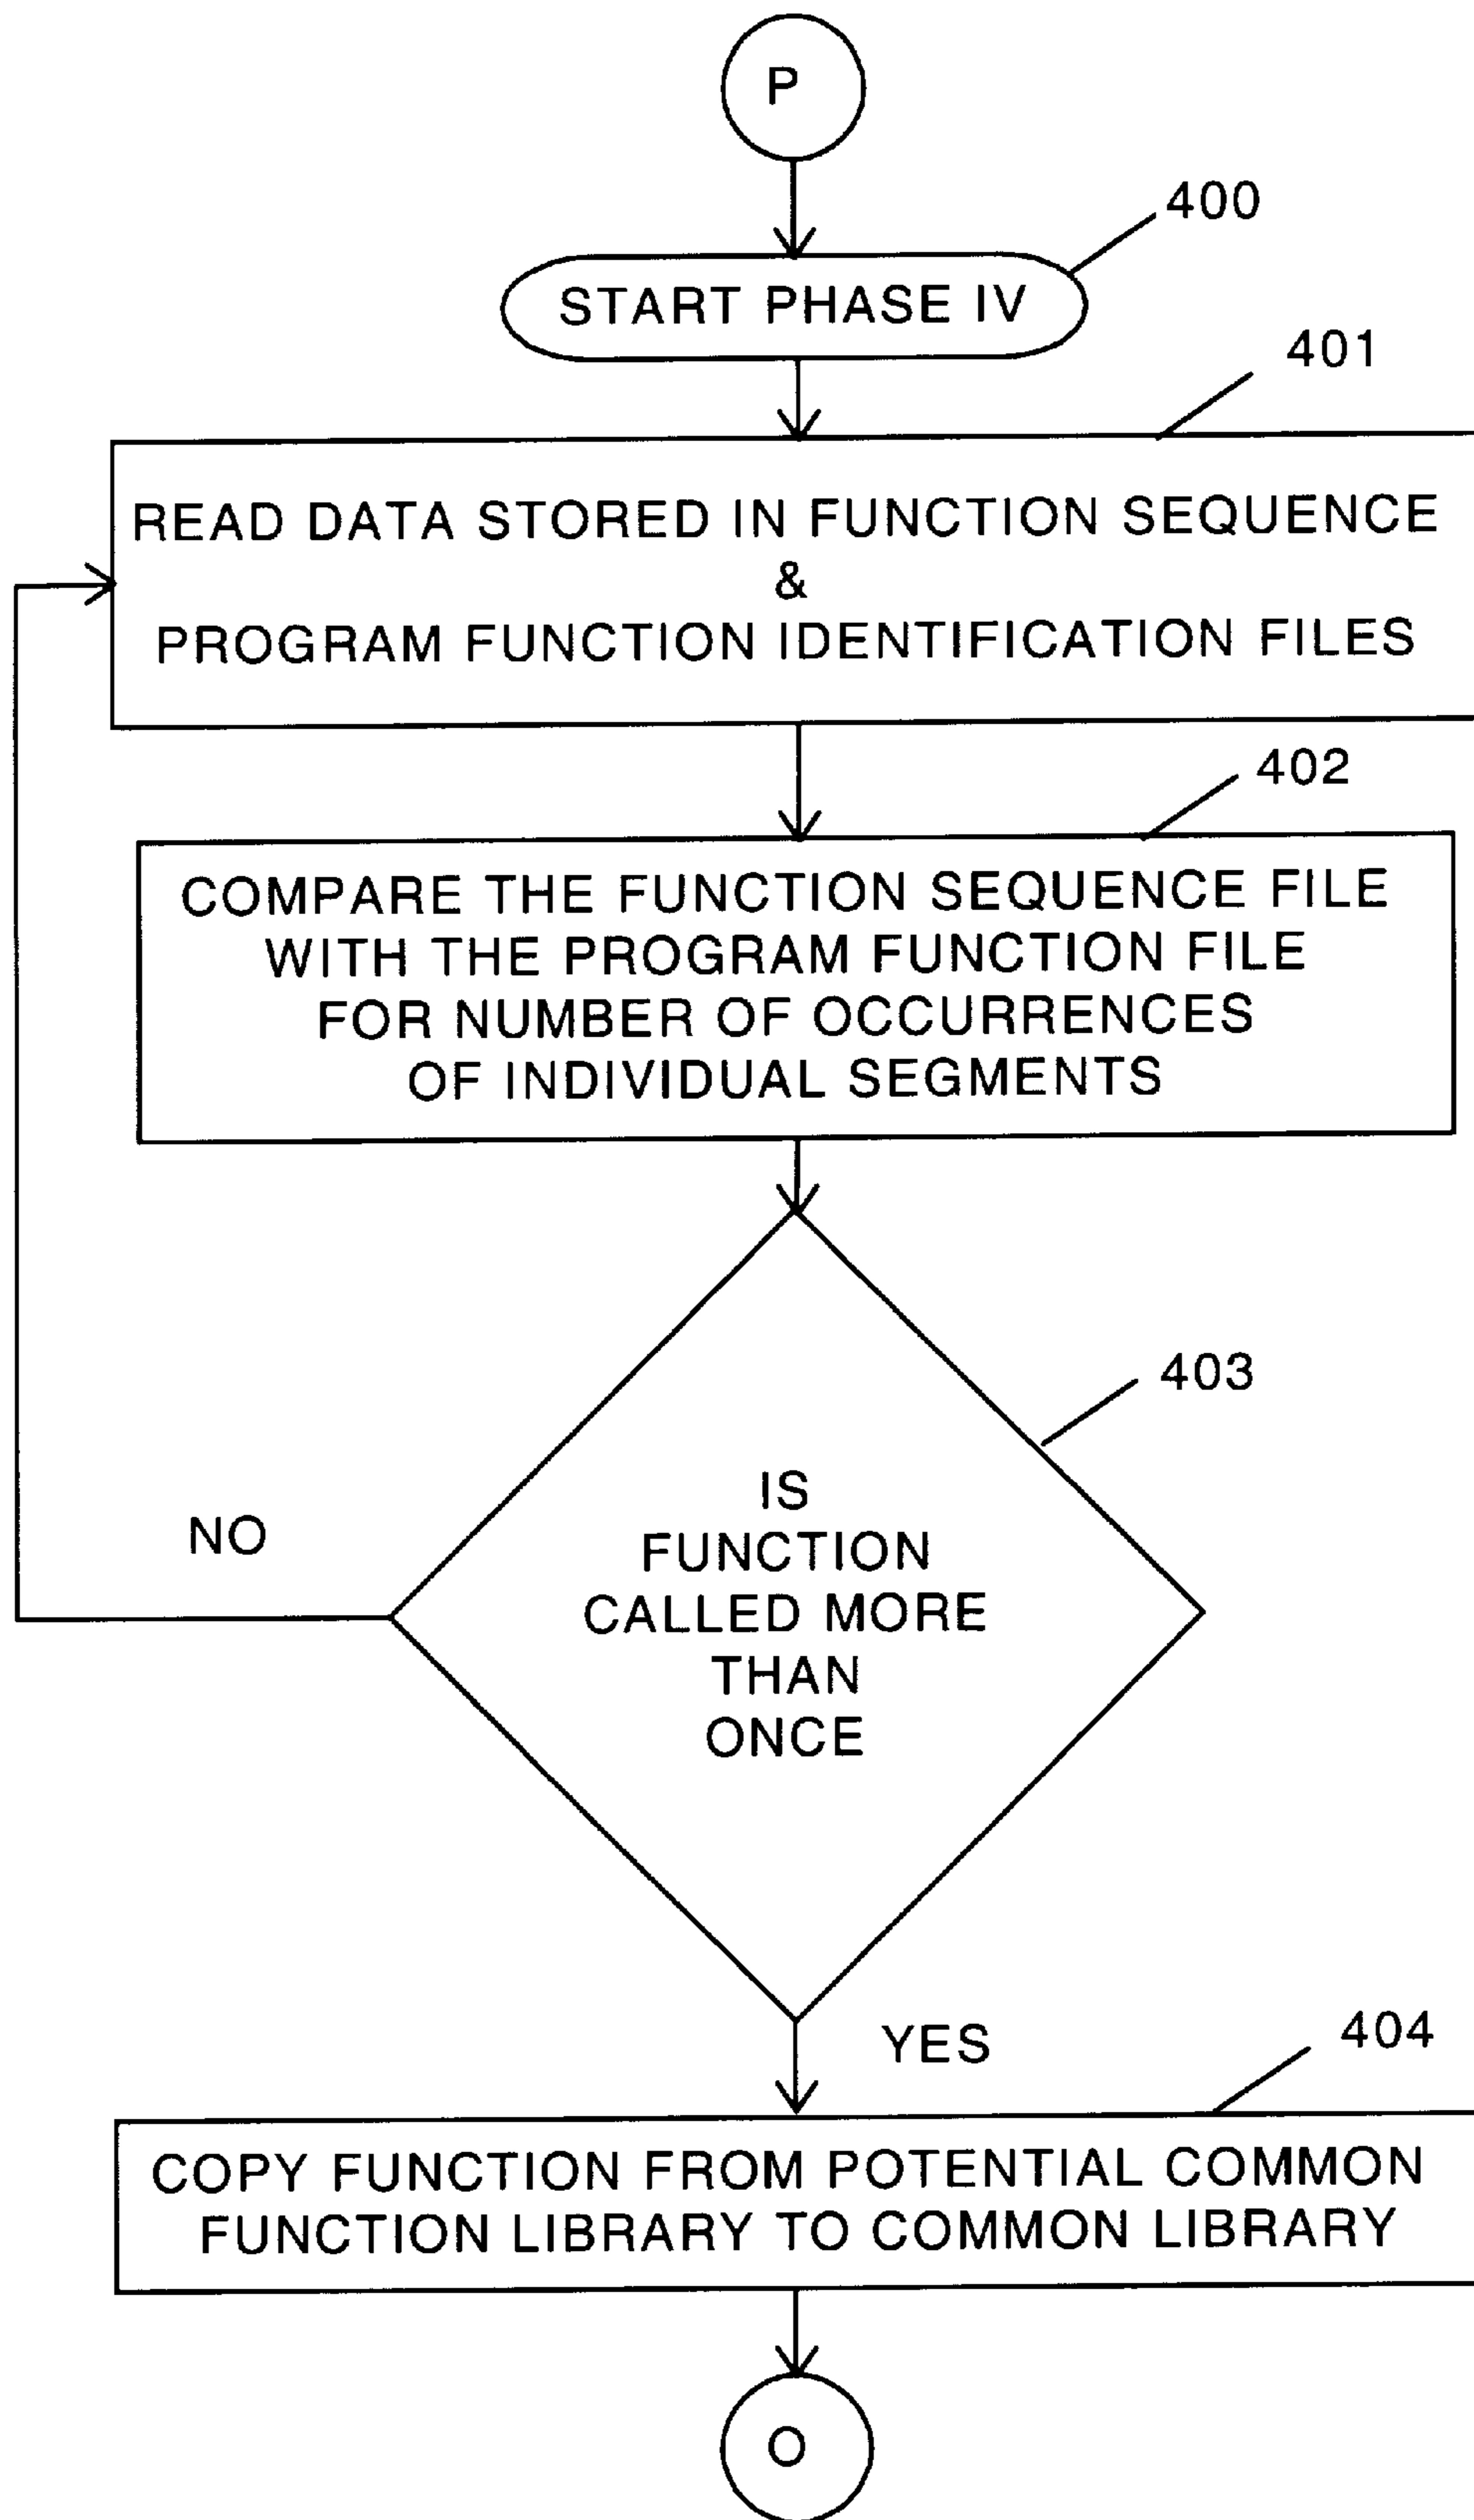 P
400
START PHASE IV
401
READ DATA STORED IN FUNCTION SEQUENCE
&
PROGRAM FUNCTION IDENTIFICATION FILES
402
COMPARE THE FUNCTION SEQUENCE FILE
WITH THE PROGRAM FUNCTION FILE
FOR NUMBER OF OCCURRENCES
OF INDIVIDUAL SEGMENTS
403
IS
FUNCTION
CALLED MORE
THAN
ONCE
NO
YES
404
COPY FUNCTION FROM POTENTIAL COMMON
FUNCTION LIBRARY TO COMMON LIBRARY
O